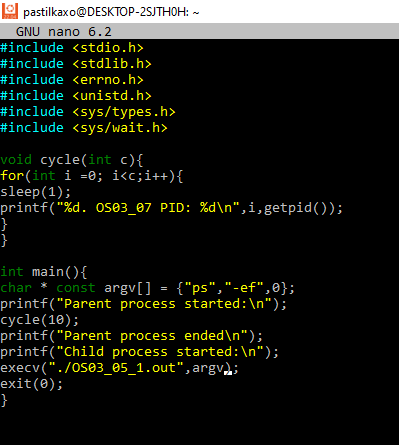 pastilkaxo@DESKTOP-2SJTH0H: ~
GNU nano 6.2
#include <stdio.h>
#include <stdlib.h>
#include <errno.h>
#include <unistd.h>
#include <sys/types.h>
#include <sys/wait.h>
void cycle(int c){
for(int i =0; i<c;i++){
sleep(1);
printf("%d. OS03_07 PID: %d\n",i,getpid());
}
}
int main(){
char * const argv[] = {"ps","-ef",0};
printf("Parent process started:\n");
cycle(10);
printf("Parent process ended\n");
printf("Child process started:\n");
execv("./OS03_05_1.out",argv);
exit(0);
}